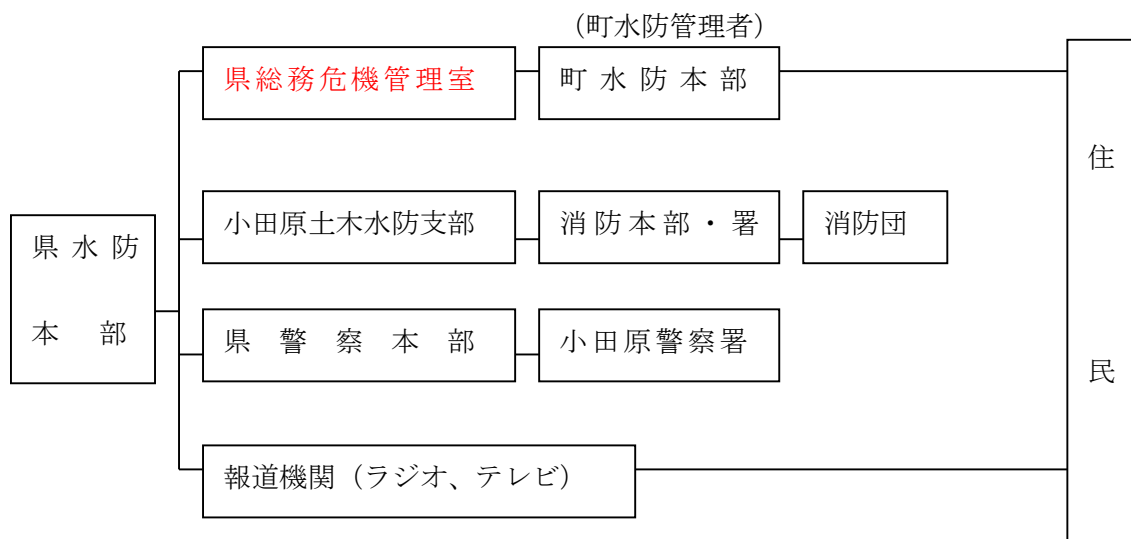 （町水防管理者）
県総務危機管理室
町水防本部
小田原土木水防支部
消防本部・署
消防団
県水防
本部
県警察本部
小田原警察署
報道機関（ラジオ、テレビ）
住
民